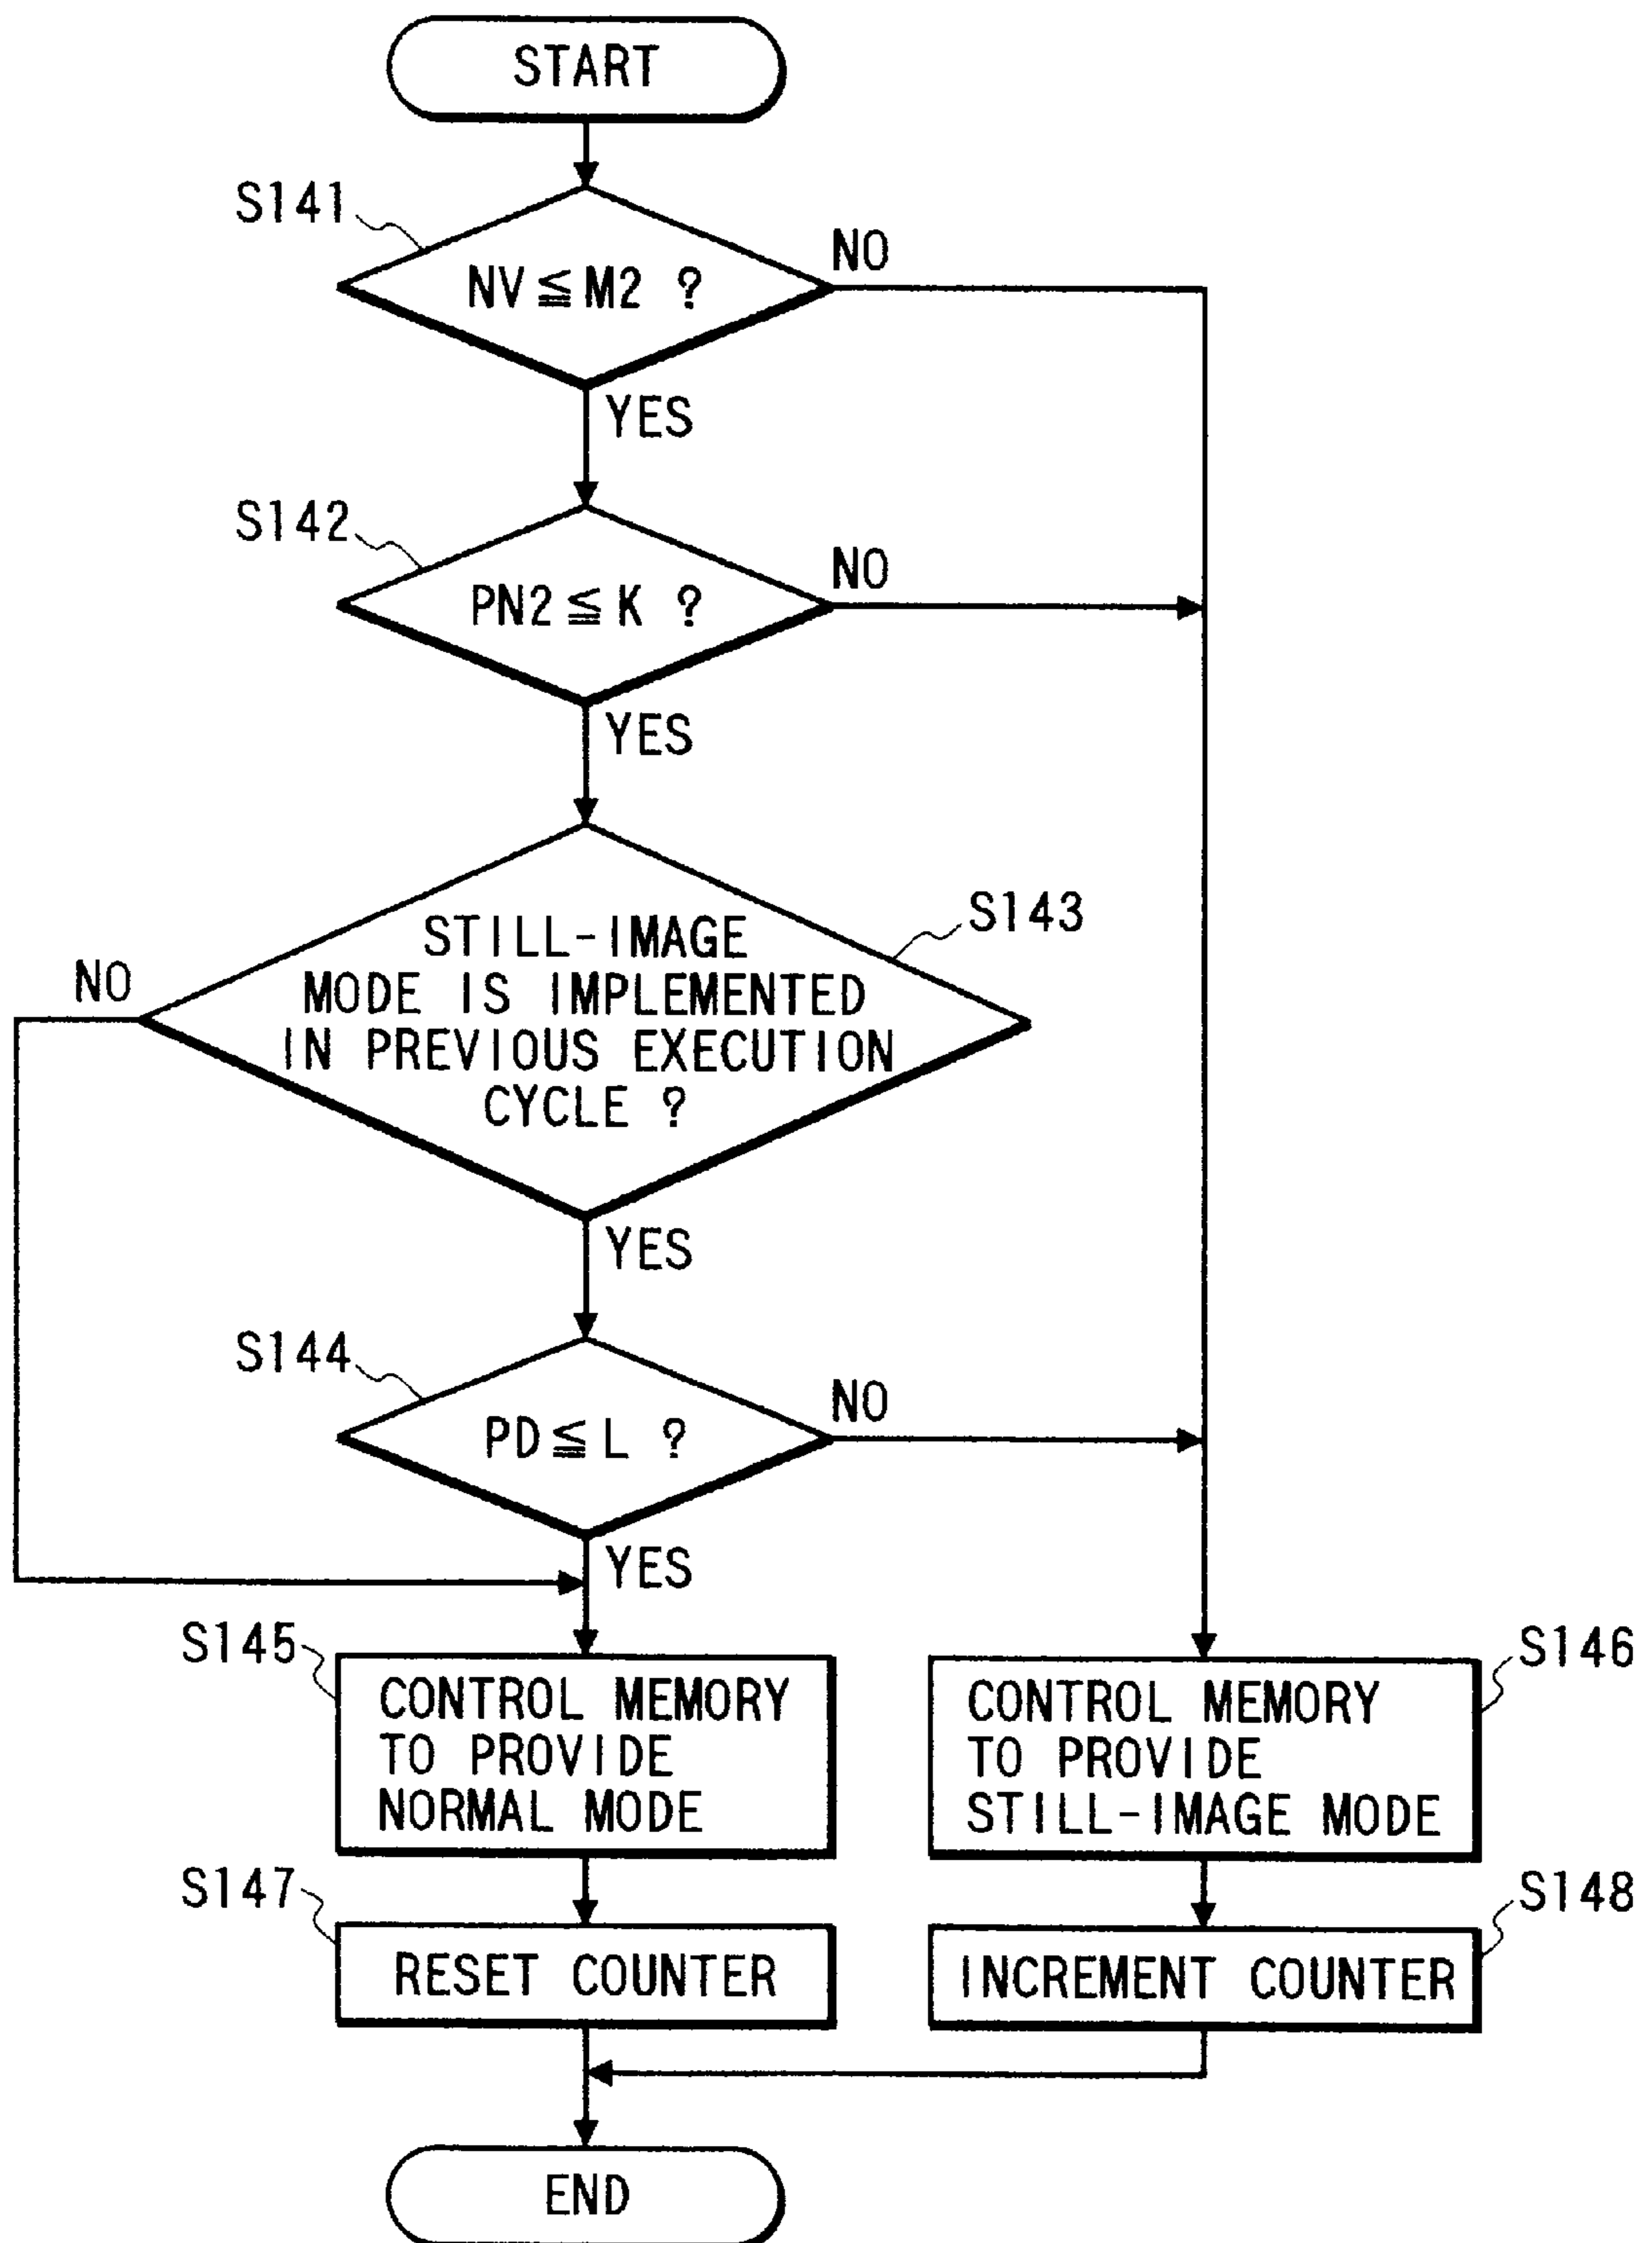 START
S141
NV≦M2 ?
NO
YES
S142
PN2≦K ?
NO
YES
S143
STILL-IMAGE
MODE IS IMPLEMENTED
IN PREVIOUS EXECUTION
CYCLE ?
NO
YES
S144
PD≦L ?
NO
YES
S145
CONTROL MEMORY
TO PROVIDE
NORMAL MODE
S146
CONTROL MEMORY
TO PROVIDE
STILL-IMAGE MODE
S147
RESET COUNTER
S148
INCREMENT COUNTER
END